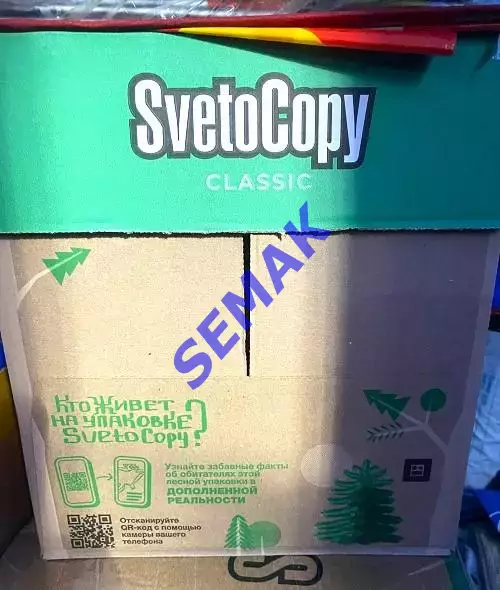 SvetoCopy
CLASSIC
SEMAK
Кто живет
на упаковке
SvetoCopy?
Узнайте забавные факты
об обитателях этой
лесной упаковки в
ДОПОЛНЕННОЙ
РЕАЛЬНОСТИ
Отсканируйте
QR-код с помощью
камеры вашего
телефона